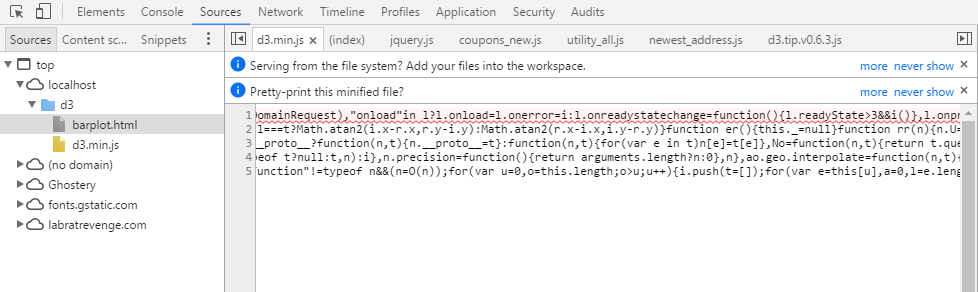 Elements Console Sources Network Timeline Profiles Application Security Audits
Sources Content sc... Snippets
d3.min.js × (index) jquery.js coupons_new.js utility_all.js newest_address.js d3.tip.v0.6.3.js
top
localhost
d3
barplot.html
d3.min.js
(no domain)
Ghostery
fonts.gstatic.com
labratrevenge.com
Serving from the file system? Add your files into the workspace. more never show ×
Pretty-print this minified file? more never show ×
1 omainRequest),"onload"in l?l.onload=l.onerror=i:l.onreadystatechange=function(){l.readyState>3&&i()},l.onpr
2 l===t?Math.atan2(i.x-r.x,r.y-i.y):Math.atan2(r.x-i.x,i.y-r.y)}function er(){this._=null}function rr(n){n.U=
3 __proto__?function(n,t){n.__proto__=t}:function(n,t){for(var e in t)n[e]=t[e]},No=function(n,t){return t.que
4 peof t?null:t,n):i},n.precision=function(){return arguments.length?n:0},n},ao.geo.interpolate=function(n,t){
5 function"!=typeof n&&(n=O(n));for(var u=0,o=this.length;o>u;u++){i.push(t=[]);for(var e=this[u],a=0,l=e.leng